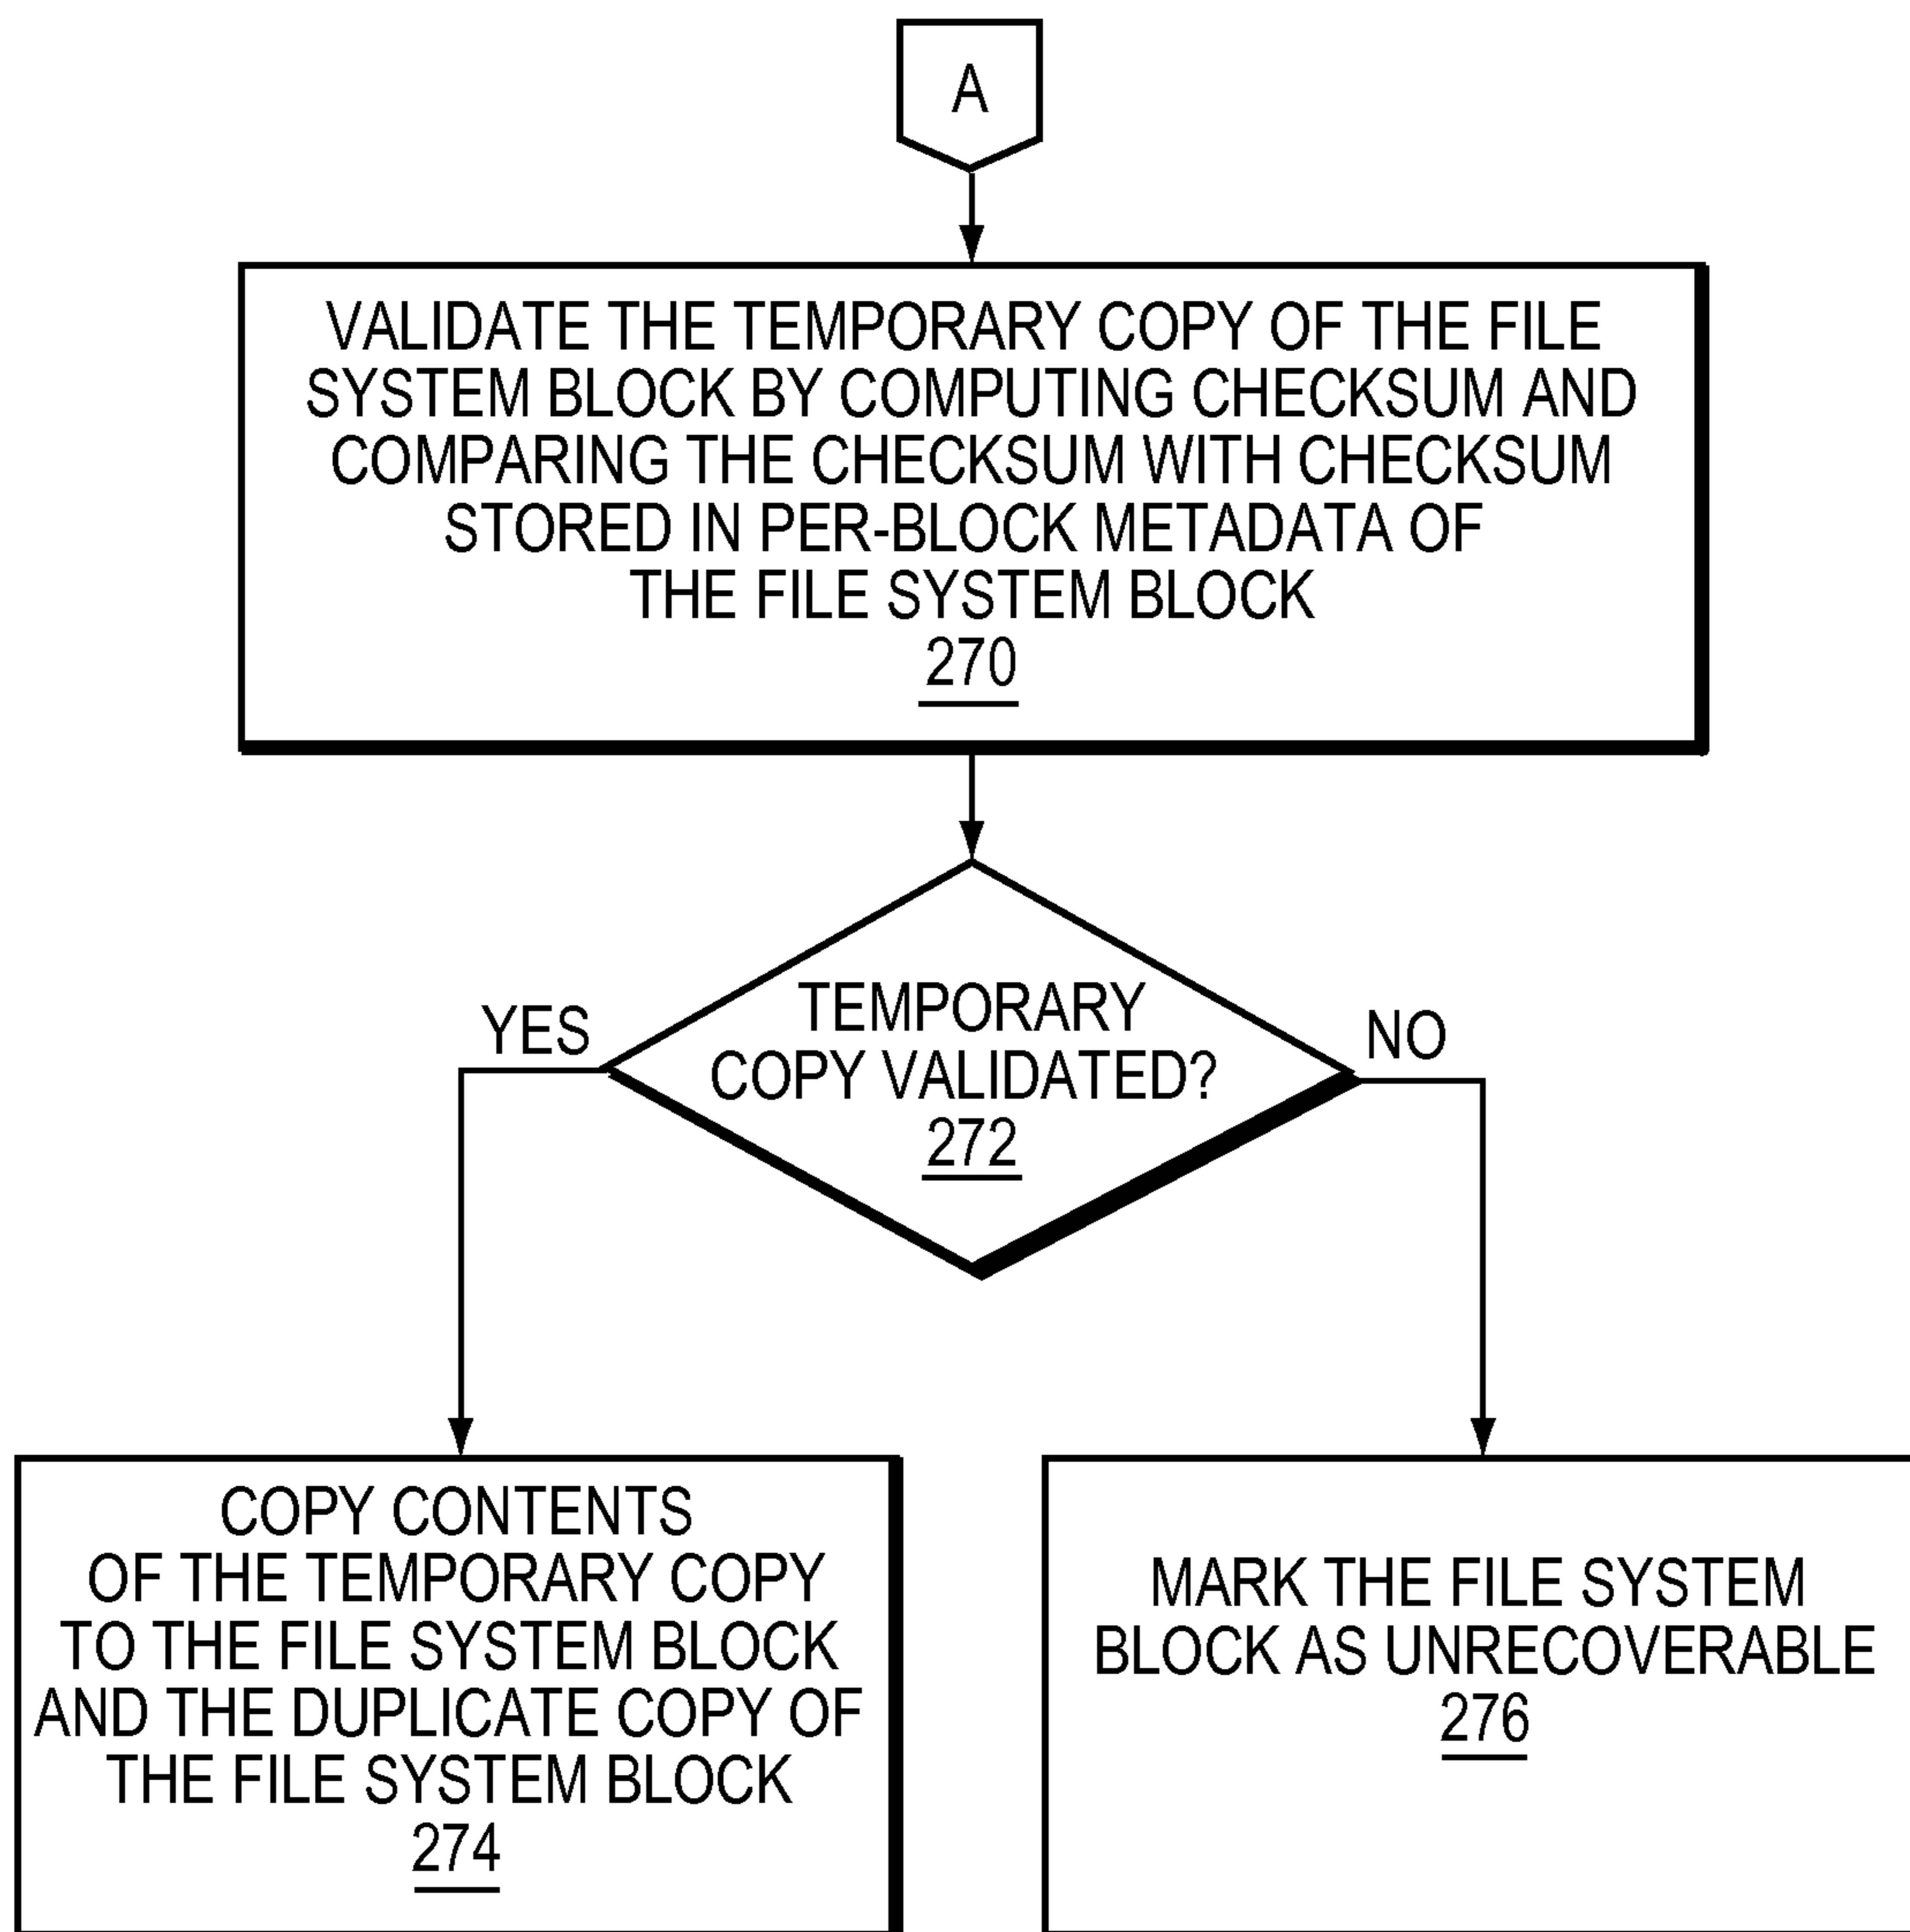 A
VALIDATE THE TEMPORARY COPY OF THE FILE
SYSTEM BLOCK BY COMPUTING CHECKSUM AND
COMPARING THE CHECKSUM WITH CHECKSUM
STORED IN PER-BLOCK METADATA OF
THE FILE SYSTEM BLOCK
270
TEMPORARY
COPY VALIDATED?
272
YES
NO
COPY CONTENTS
OF THE TEMPORARY COPY
TO THE FILE SYSTEM BLOCK
AND THE DUPLICATE COPY OF
THE FILE SYSTEM BLOCK
274
MARK THE FILE SYSTEM
BLOCK AS UNRECOVERABLE
276